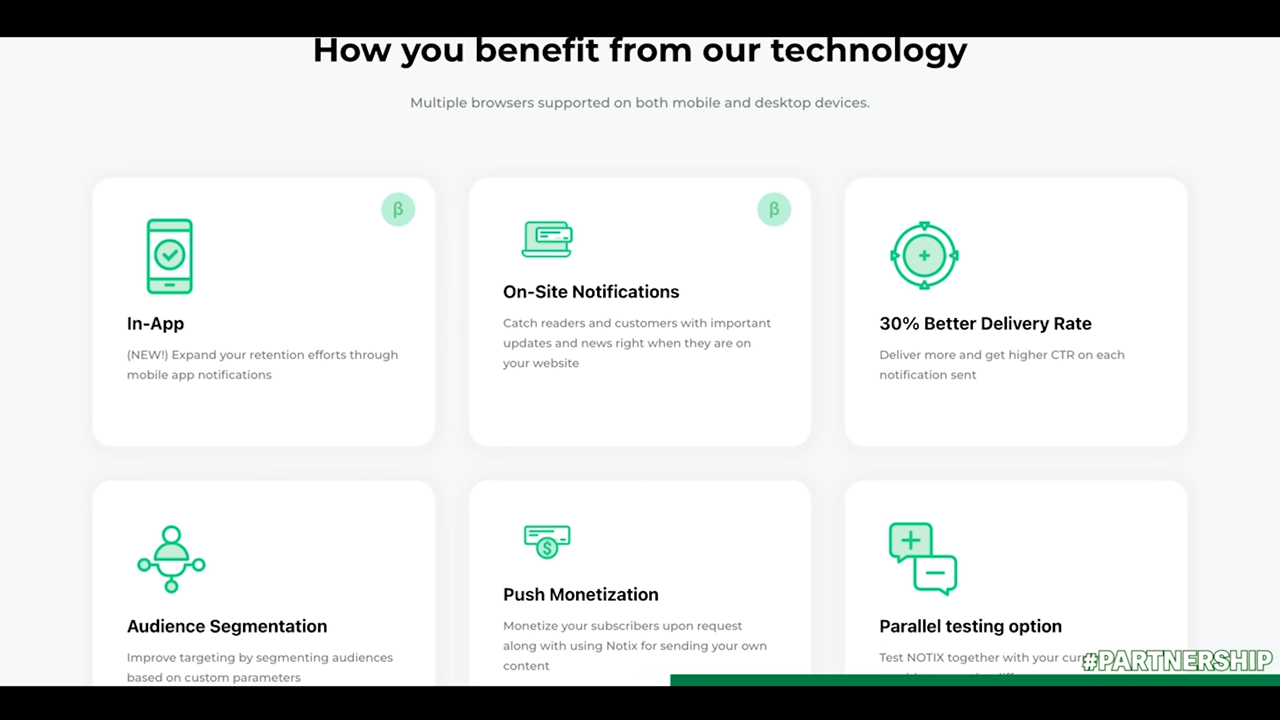 How you benefit from our technology
Multiple browsers supported on both mobile and desktop devices.
β
In-App
(NEW!) Expand your retention efforts through
mobile app notifications
β
On-Site Notifications
Catch readers and customers with important
updates and news right when they are on
your website
30% Better Delivery Rate
Deliver more and get higher CTR on each
notification sent
Audience Segmentation
Improve targeting by segmenting audiences
based on custom parameters
$
Push Monetization
Monetize your subscribers upon request
along with using Notix for sending your own
content
Parallel testing option
Test NOTIX together with your
#PARTNERSHIP